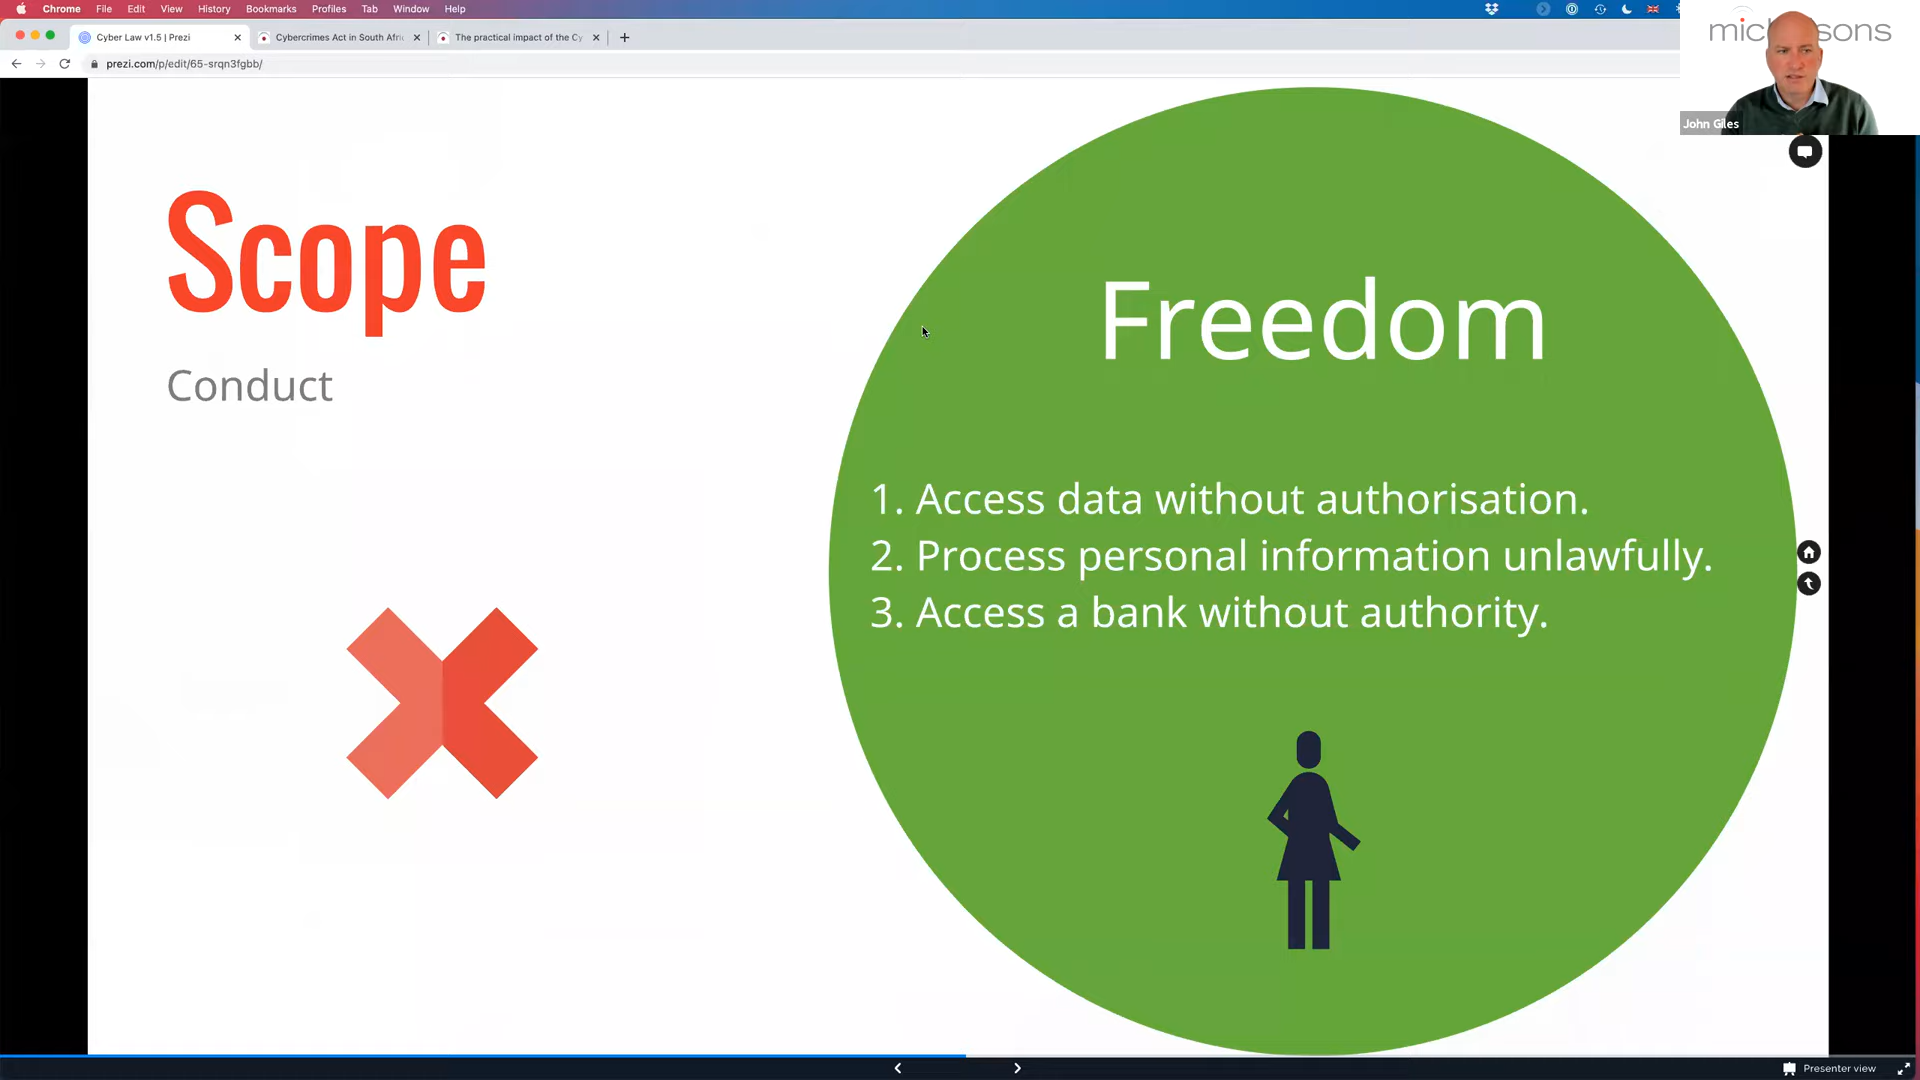 Chrome File Edit View History Bookmarks Profiles Tab Window Help
Cyber Law v1.5 | Prezi
Cybercrimes Act in South Afri
The practical impact of the Cy
prezi.com/p/edit/65-srqn3fgbb/
John Giles
Scope
Conduct
Freedom
1. Access data without authorisation.
2. Process personal information unlawfully.
3. Access a bank without authority.
Presenter view